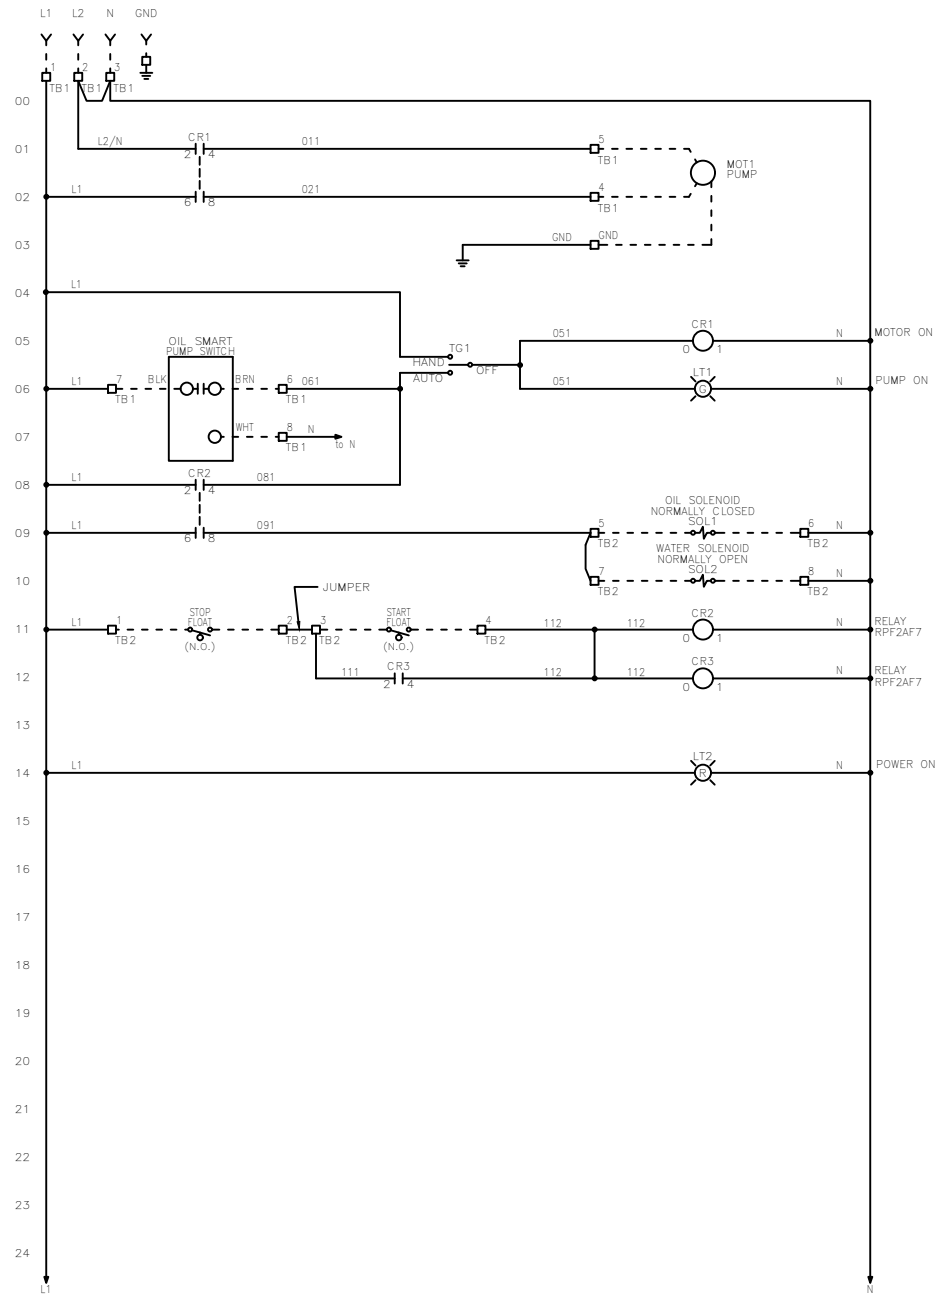 L1 L2 N GND
1 2 3
TB1 TB1 TB1
00
01 L2/N CR1 2 4 011 5 TB1
MOT1
PUMP
02 L1 6 8 021 4 TB1
03 GND GND
04 L1
05 OIL SMART
PUMP SWITCH
TG1
HAND
OFF
AUTO
051 CR1 0 1 N MOTOR ON
06 L1 7 TB1 BLK BRN 6 TB1 061 051 LT1 G N PUMP ON
07 WHT 8 TB1 N to N
08 L1 CR2 2 4 081
09 L1 6 8 091 5 TB2
OIL SOLENOID
NORMALLY CLOSED
SOL1
6 TB2 N
10 WATER SOLENOID
NORMALLY OPEN
SOL2
7 TB2 8 TB2 N
JUMPER
11 L1 1 TB2
STOP
FLOAT
(N.O.)
2 TB2 3 TB2
START
FLOAT
(N.O.)
4 TB2 112 112 CR2 0 1 N
RELAY
RPF2AF7
12 111 CR3 2 4 112 112 CR3 0 1 N
RELAY
RPF2AF7
13
14 L1 LT2 R N POWER ON
15
16
17
18
19
20
21
22
23
24
L1 N